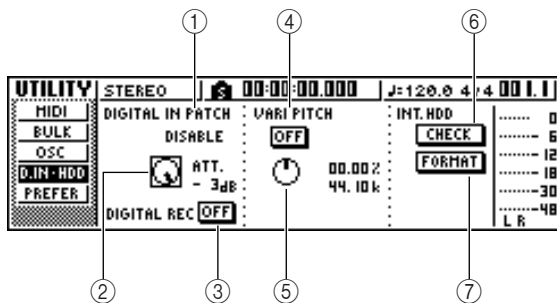 ① ④ ⑥
UTILITY STEREO S 00:00:00.000 ♩=120.0 4/4 001.1
MIDI
BULK
OSC
D.IN·HDD
PREFER
DIGITAL IN PATCH
DISABLE
ATT.
- 3dB
DIGITAL REC OFF
VARI PITCH
OFF
00.00%
44.10k
INT.HDD
CHECK
FORMAT
0
6
12
18
30
48
L R
② ③ ⑤ ⑦